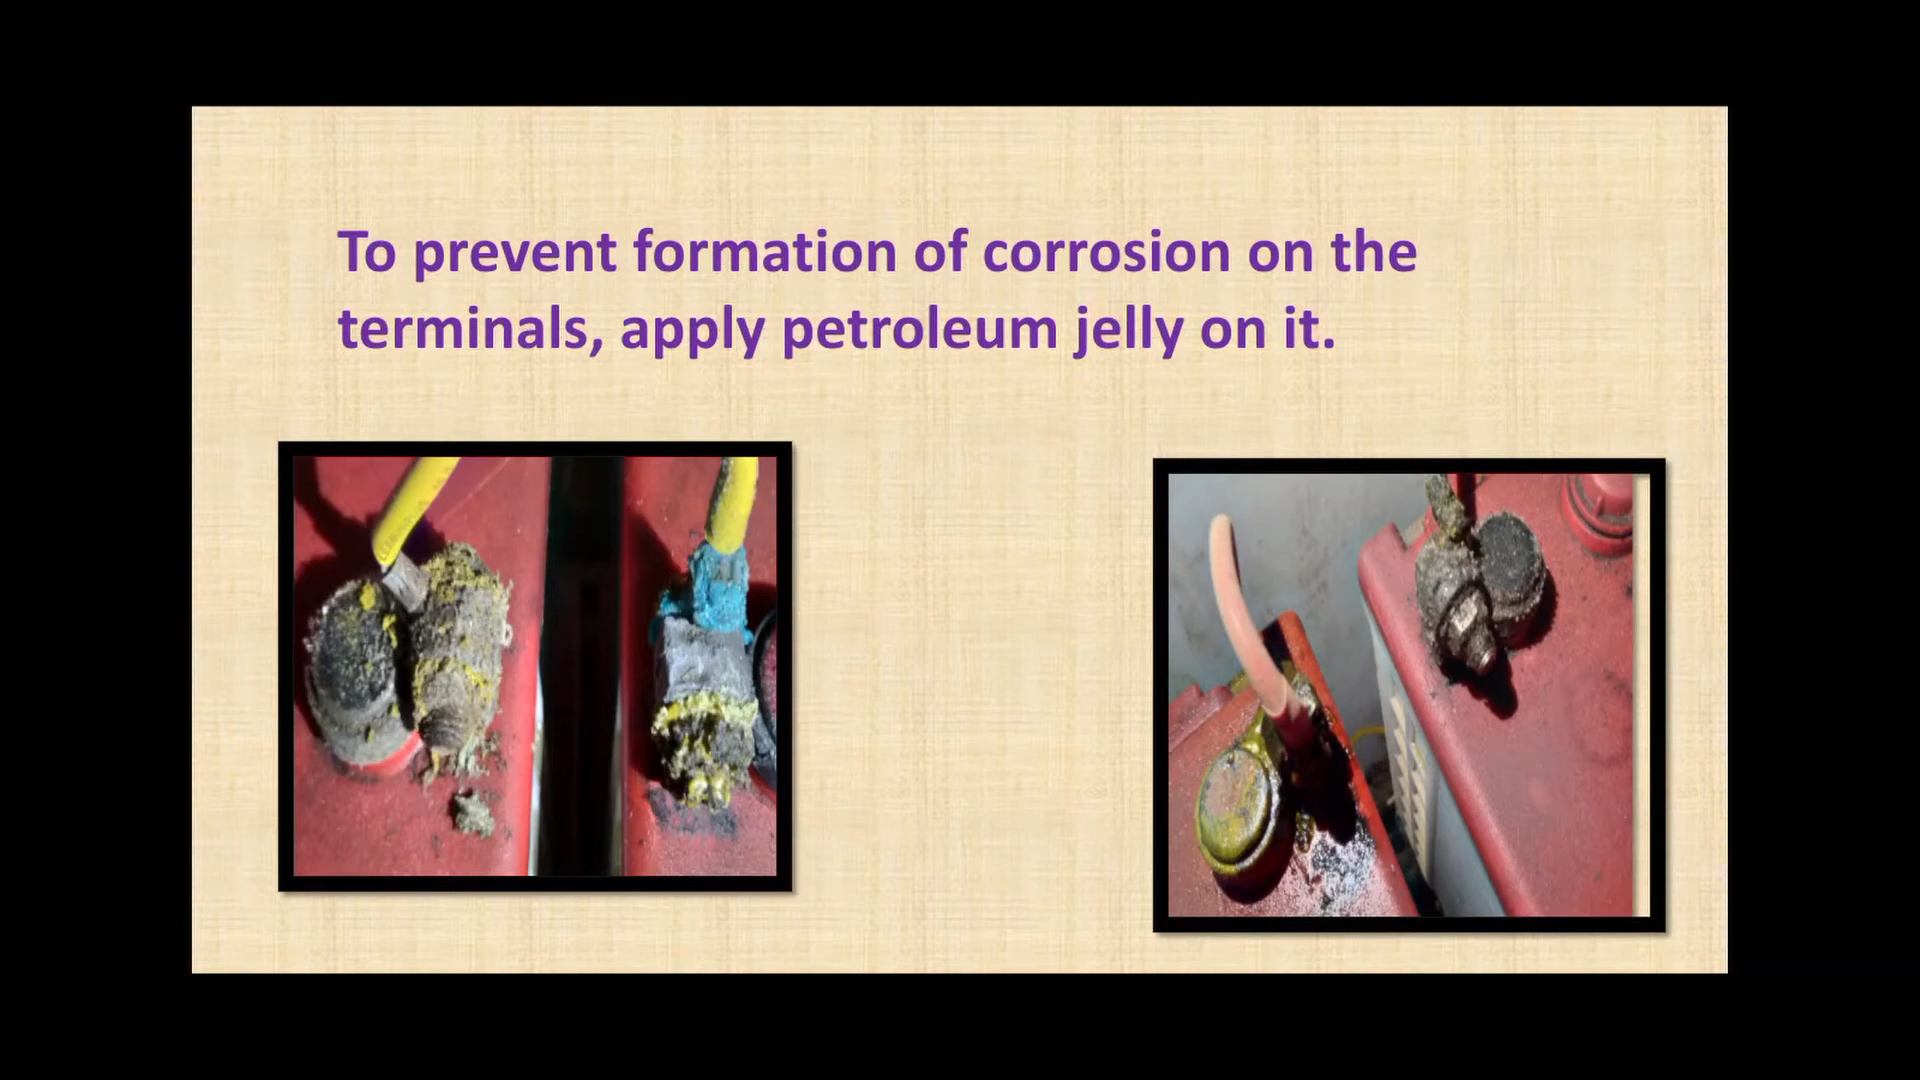 To prevent formation of corrosion on the
terminals, apply petroleum jelly on it.